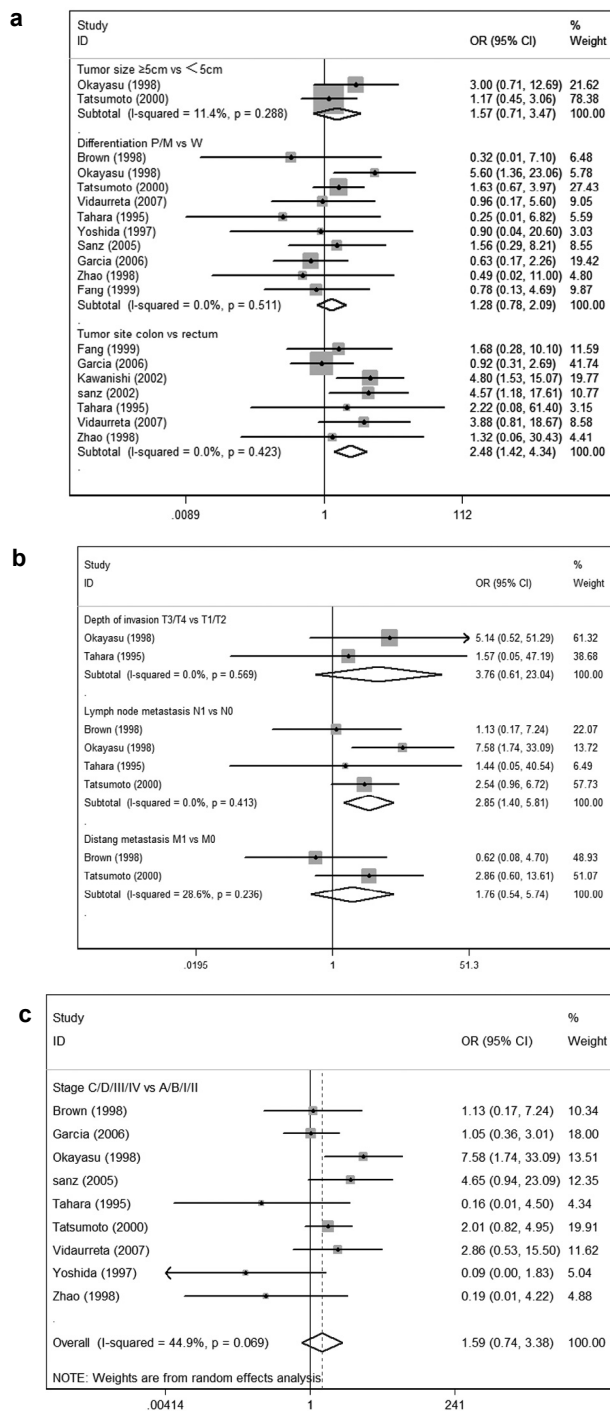 a
Study %
ID OR (95% CI) Weight
Tumor size ≥5cm vs ＜5cm
Okayasu (1998) 3.00 (0.71, 12.69) 21.62
Tatsumoto (2000) 1.17 (0.45, 3.06) 78.38
Subtotal (I-squared = 11.4%, p = 0.288) 1.57 (0.71, 3.47) 100.00
.
Differentiation P/M vs W
Brown (1998) 0.32 (0.01, 7.10) 6.48
Okayasu (1998) 5.60 (1.36, 23.06) 5.78
Tatsumoto (2000) 1.63 (0.67, 3.97) 27.43
Vidaurreta (2007) 0.96 (0.17, 5.60) 9.05
Tahara (1995) 0.25 (0.01, 6.82) 5.59
Yoshida (1997) 0.90 (0.04, 20.60) 3.03
Sanz (2005) 1.56 (0.29, 8.21) 8.55
Garcia (2006) 0.63 (0.17, 2.26) 19.42
Zhao (1998) 0.49 (0.02, 11.00) 4.80
Fang (1999) 0.78 (0.13, 4.69) 9.87
Subtotal (I-squared = 0.0%, p = 0.511) 1.28 (0.78, 2.09) 100.00
.
Tumor site colon vs rectum
Fang (1999) 1.68 (0.28, 10.10) 11.59
Garcia (2006) 0.92 (0.31, 2.69) 41.74
Kawanishi (2002) 4.80 (1.53, 15.07) 19.77
sanz (2002) 4.57 (1.18, 17.61) 10.77
Tahara (1995) 2.22 (0.08, 61.40) 3.15
Vidaurreta (2007) 3.88 (0.81, 18.67) 8.58
Zhao (1998) 1.32 (0.06, 30.43) 4.41
Subtotal (I-squared = 0.0%, p = 0.423) 2.48 (1.42, 4.34) 100.00
.
.0089 1 112
b
Study %
ID OR (95% CI) Weight
Depth of invasion T3/T4 vs T1/T2
Okayasu (1998) 5.14 (0.52, 51.29) 61.32
Tahara (1995) 1.57 (0.05, 47.19) 38.68
Subtotal (I-squared = 0.0%, p = 0.569) 3.76 (0.61, 23.04) 100.00
.
Lymph node metastasis N1 vs N0
Brown (1998) 1.13 (0.17, 7.24) 22.07
Okayasu (1998) 7.58 (1.74, 33.09) 13.72
Tahara (1995) 1.44 (0.05, 40.54) 6.49
Tatsumoto (2000) 2.54 (0.96, 6.72) 57.73
Subtotal (I-squared = 0.0%, p = 0.413) 2.85 (1.40, 5.81) 100.00
.
Distang metastasis M1 vs M0
Brown (1998) 0.62 (0.08, 4.70) 48.93
Tatsumoto (2000) 2.86 (0.60, 13.61) 51.07
Subtotal (I-squared = 28.6%, p = 0.236) 1.76 (0.54, 5.74) 100.00
.
.0195 1 51.3
c
Study %
ID OR (95% CI) Weight
Stage C/D/III/IV vs A/B/I/II
Brown (1998) 1.13 (0.17, 7.24) 10.34
Garcia (2006) 1.05 (0.36, 3.01) 18.00
Okayasu (1998) 7.58 (1.74, 33.09) 13.51
sanz (2005) 4.65 (0.94, 23.09) 12.35
Tahara (1995) 0.16 (0.01, 4.50) 4.34
Tatsumoto (2000) 2.01 (0.82, 4.95) 19.91
Vidaurreta (2007) 2.86 (0.53, 15.50) 11.62
Yoshida (1997) 0.09 (0.00, 1.83) 5.04
Zhao (1998) 0.19 (0.01, 4.22) 4.88
.
Overall (I-squared = 44.9%, p = 0.069) 1.59 (0.74, 3.38) 100.00
NOTE: Weights are from random effects analysis
.00414 1 241